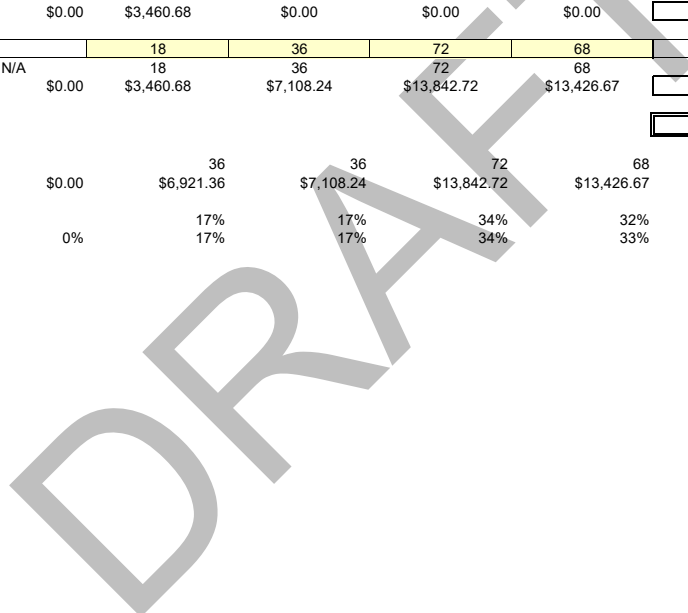 $0.00 $3,460.68 $0.00 $0.00 $0.00
18 36 72 68
N/A 18 36 72 68
$0.00 $3,460.68 $7,108.24 $13,842.72 $13,426.67
36 36 72 68
$0.00 $6,921.36 $7,108.24 $13,842.72 $13,426.67
17% 17% 34% 32%
0% 17% 17% 34% 33%
DRAFT